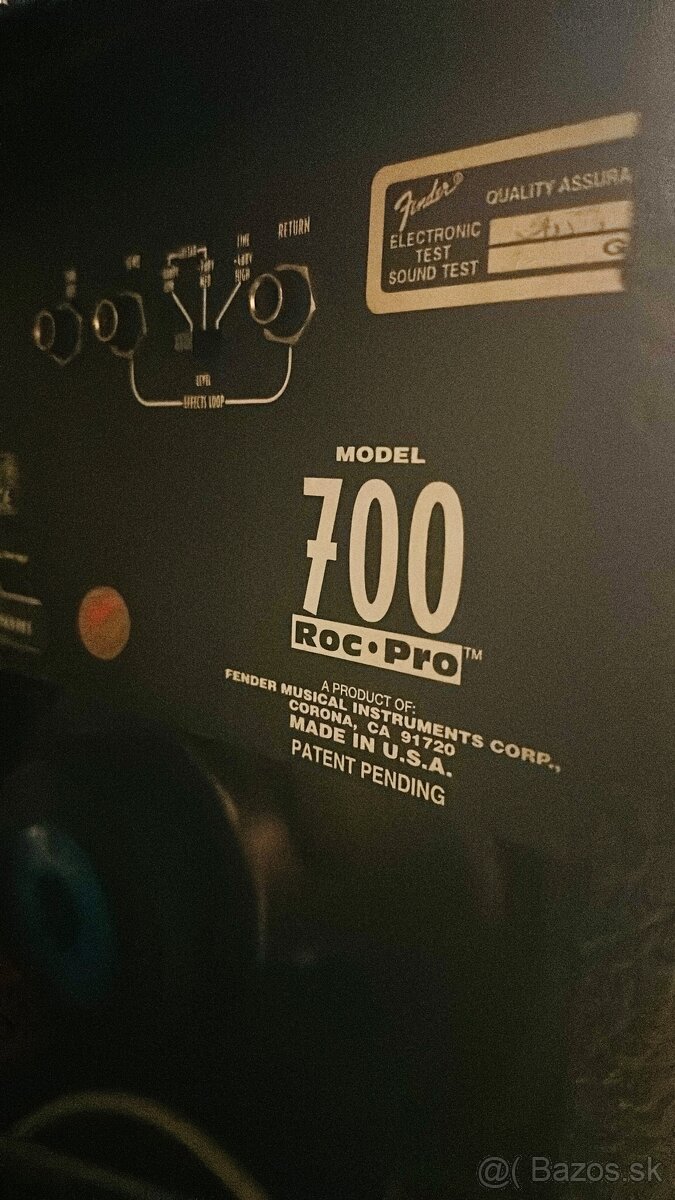 RETURN
LEVEL
EFFECTS LOOP
Fender®
QUALITY ASSURA
ELECTRONIC
TEST
SOUND TEST
MODEL
700
Roc•Pro™
A PRODUCT OF:
FENDER MUSICAL INSTRUMENTS CORP.,
CORONA, CA 91720
MADE IN U.S.A.
PATENT PENDING
@( Bazos.sk